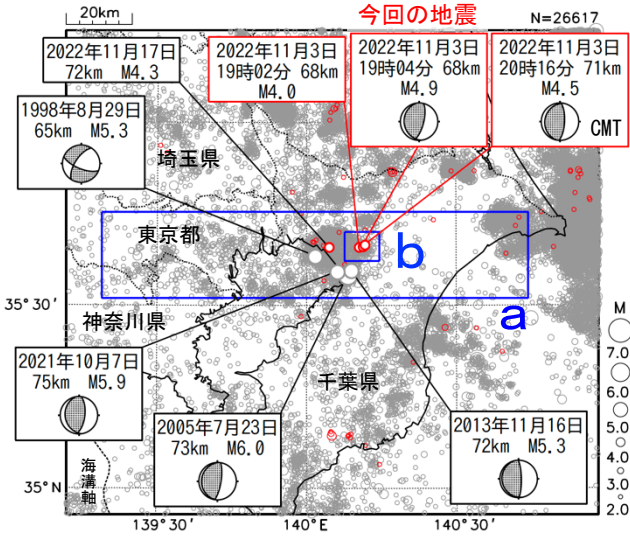 今回の地震
20km
N=26617
2022年11月17日
72km M4.3
2022年11月3日
19時02分 68km
M4.0
2022年11月3日
19時04分 68km
M4.9
2022年11月3日
20時16分 71km
M4.5
CMT
1998年8月29日
65km M5.3
埼玉県
東京都
b
a
35°30′
神奈川県
千葉県
2021年10月7日
75km M5.9
2005年7月23日
73km M6.0
2013年11月16日
72km M5.3
海溝軸
35°N
139°30′
140°E
140°30′
M
7.0
6.0
5.0
4.0
3.0
2.0